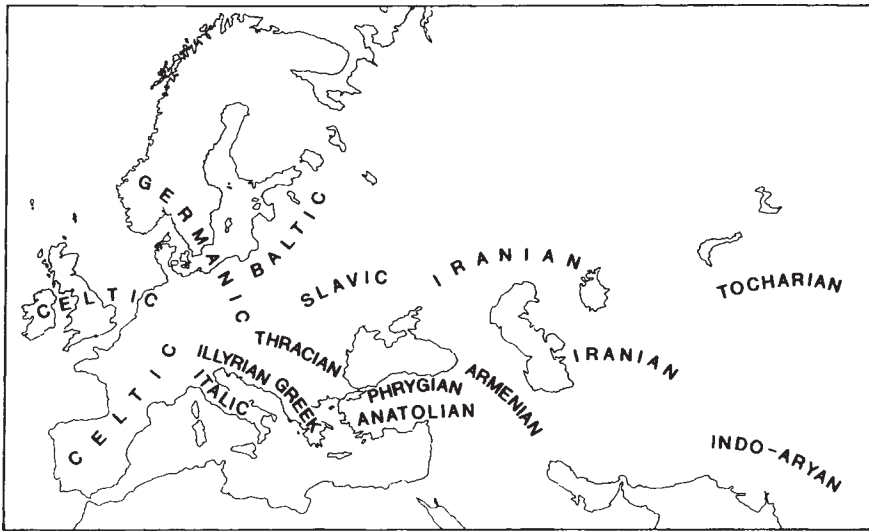 GERMANIC
BALTIC
CELTIC
SLAVIC
IRANIAN
TOCHARIAN
CELTIC
ILLYRIAN
THRACIAN
IRANIAN
ITALIC
GREEK
PHRYGIAN
ANATOLIAN
ARMENIAN
INDO-ARYAN